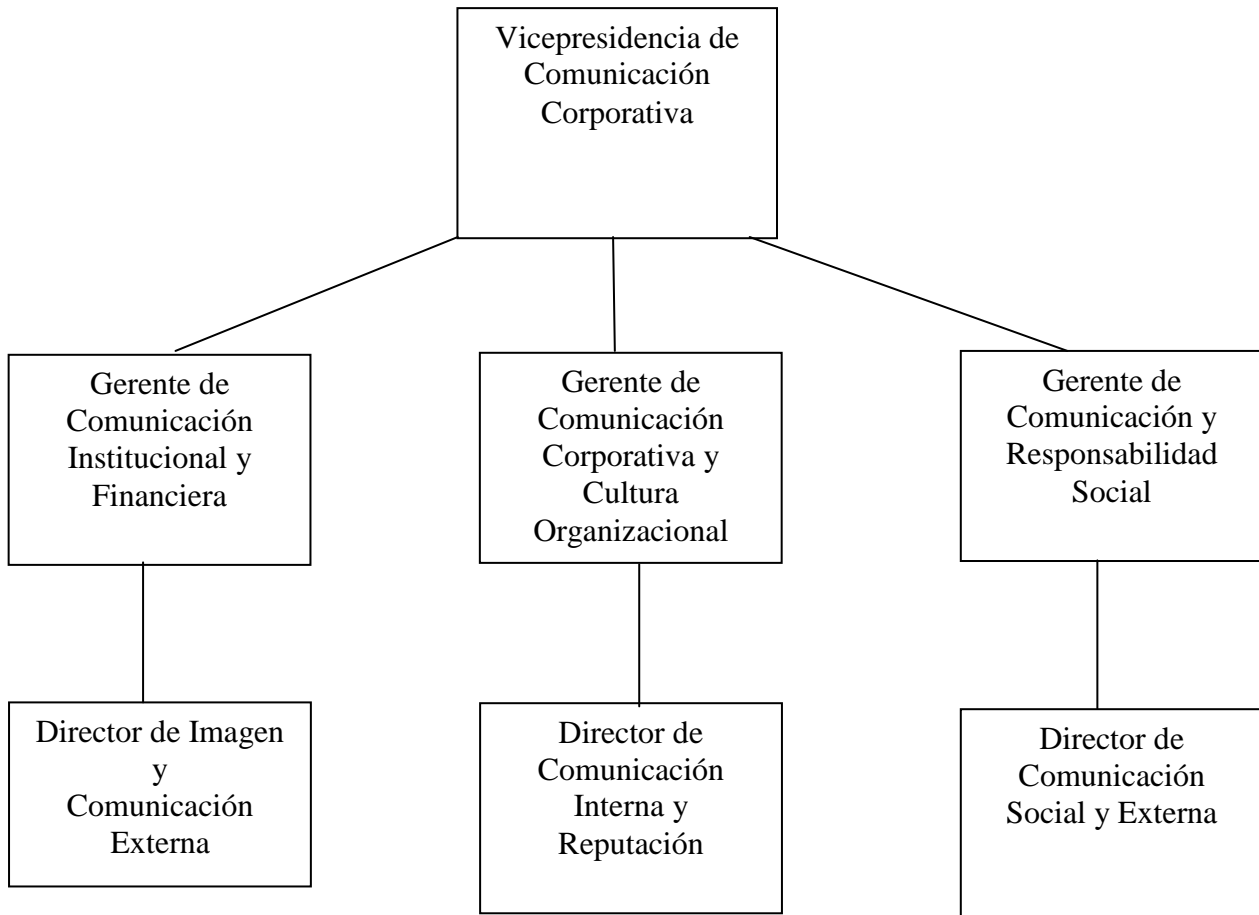 Vicepresidencia de
Comunicación
Corporativa
Gerente de
Comunicación
Institucional y
Financiera
Gerente de
Comunicación
Corporativa y
Cultura
Organizacional
Gerente de
Comunicación y
Responsabilidad
Social
Director de Imagen
y
Comunicación
Externa
Director de
Comunicación
Interna y
Reputación
Director de
Comunicación
Social y Externa